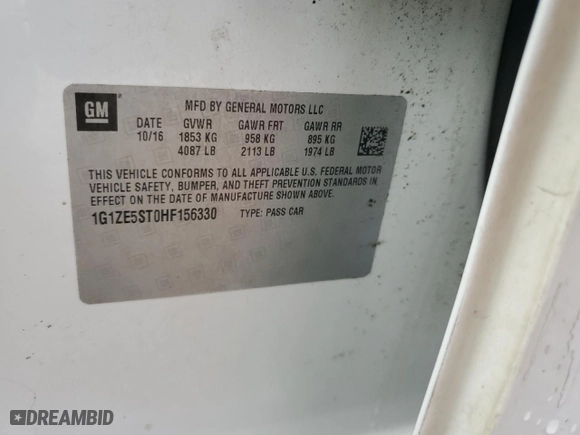 GM
MFD BY GENERAL MOTORS LLC
DATE GVWR GAWR FRT GAWR RR
10/16 1853 KG 958 KG 895 KG
4087 LB 2113 LB 1974 LB
THIS VEHICLE CONFORMS TO ALL APPLICABLE U.S. FEDERAL MOTOR
VEHICLE SAFETY, BUMPER, AND THEFT PREVENTION STANDARDS IN
EFFECT ON THE DATE OF MANUFACTURE SHOWN ABOVE.
1G1ZE5ST0HF156330 TYPE: PASS CAR
DREAMBID